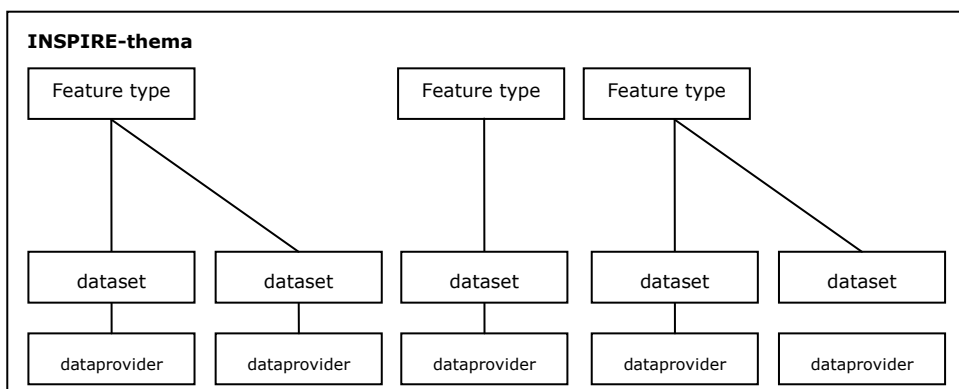 INSPIRE-thema
Feature type Feature type Feature type
dataset dataset dataset dataset dataset
dataprovider dataprovider dataprovider dataprovider dataprovider